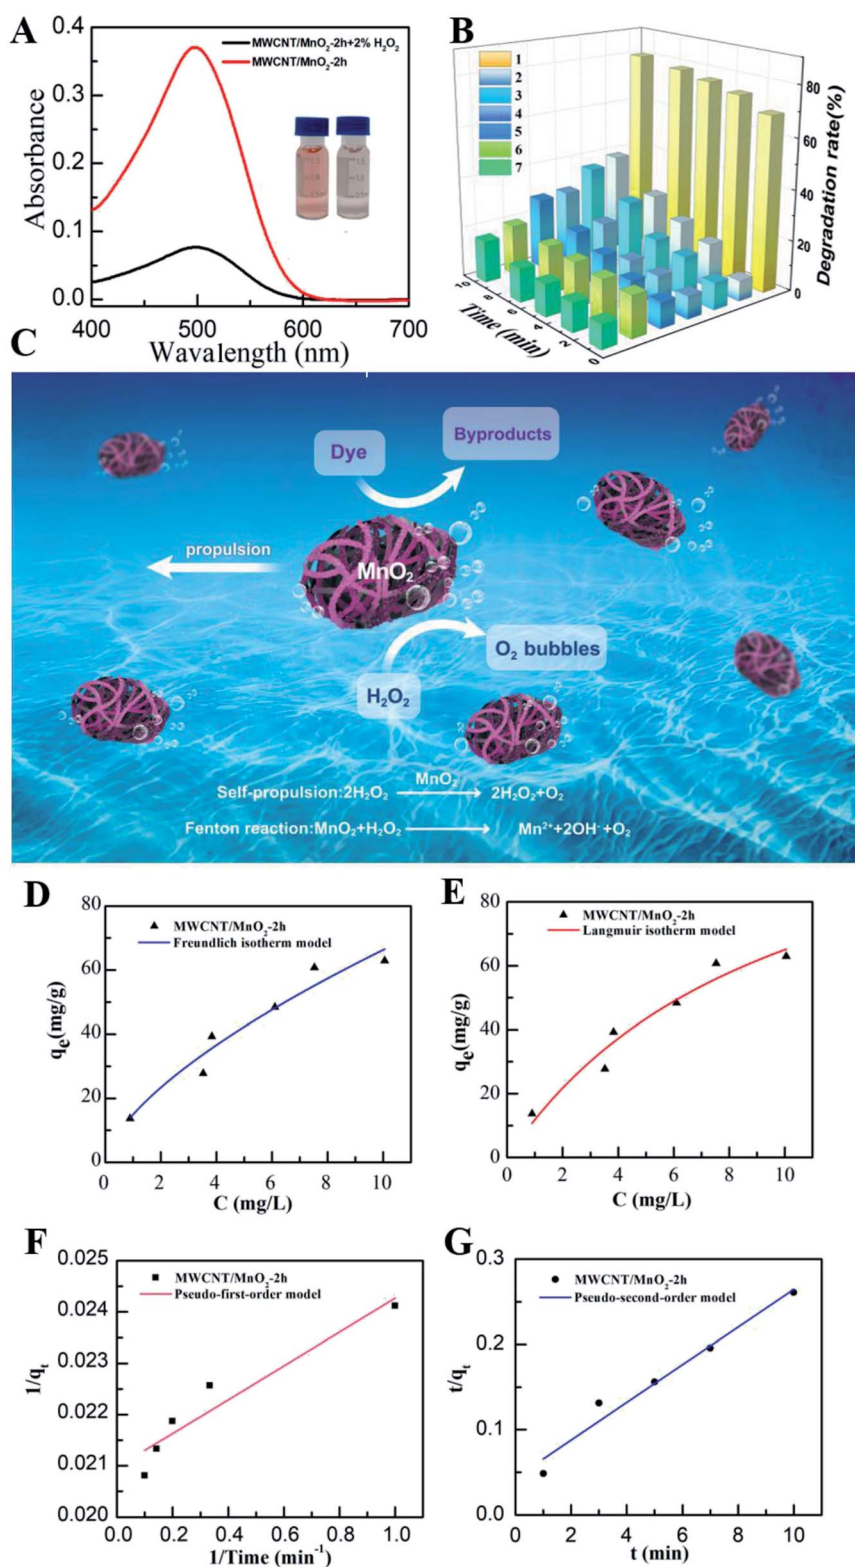 A
MWCNT/MnO₂-2h+2% H₂O₂
MWCNT/MnO₂-2h
Absorbance
0.4
0.3
0.2
0.1
0.0
400
500
600
700
Wavalength (nm)
B
1
2
3
4
5
6
7
80
60
40
20
0
Degradation rate(%)
10
8
6
4
2
0
Time (min)
C
Dye
Byproducts
propulsion
MnO₂
O₂ bubbles
H₂O₂
MnO₂
Self-propulsion:2H₂O₂ → 2H₂O₂+O₂
Fenton reaction:MnO₂+H₂O₂ → Mn²⁺+2OH⁻+O₂
D
MWCNT/MnO₂-2h
Freundlich isotherm model
qe(mg/g)
80
60
40
20
0
0
2
4
6
8
10
C (mg/L)
E
MWCNT/MnO₂-2h
Langmuir isotherm model
qe(mg/g)
80
60
40
20
0
0
2
4
6
8
10
C (mg/L)
F
MWCNT/MnO₂-2h
Pseudo-first-order model
1/qt
0.025
0.024
0.023
0.022
0.021
0.020
0.0
0.2
0.4
0.6
0.8
1.0
1/Time (min⁻¹)
G
MWCNT/MnO₂-2h
Pseudo-second-order model
t/qt
0.3
0.2
0.1
0.0
0
2
4
6
8
10
t (min)